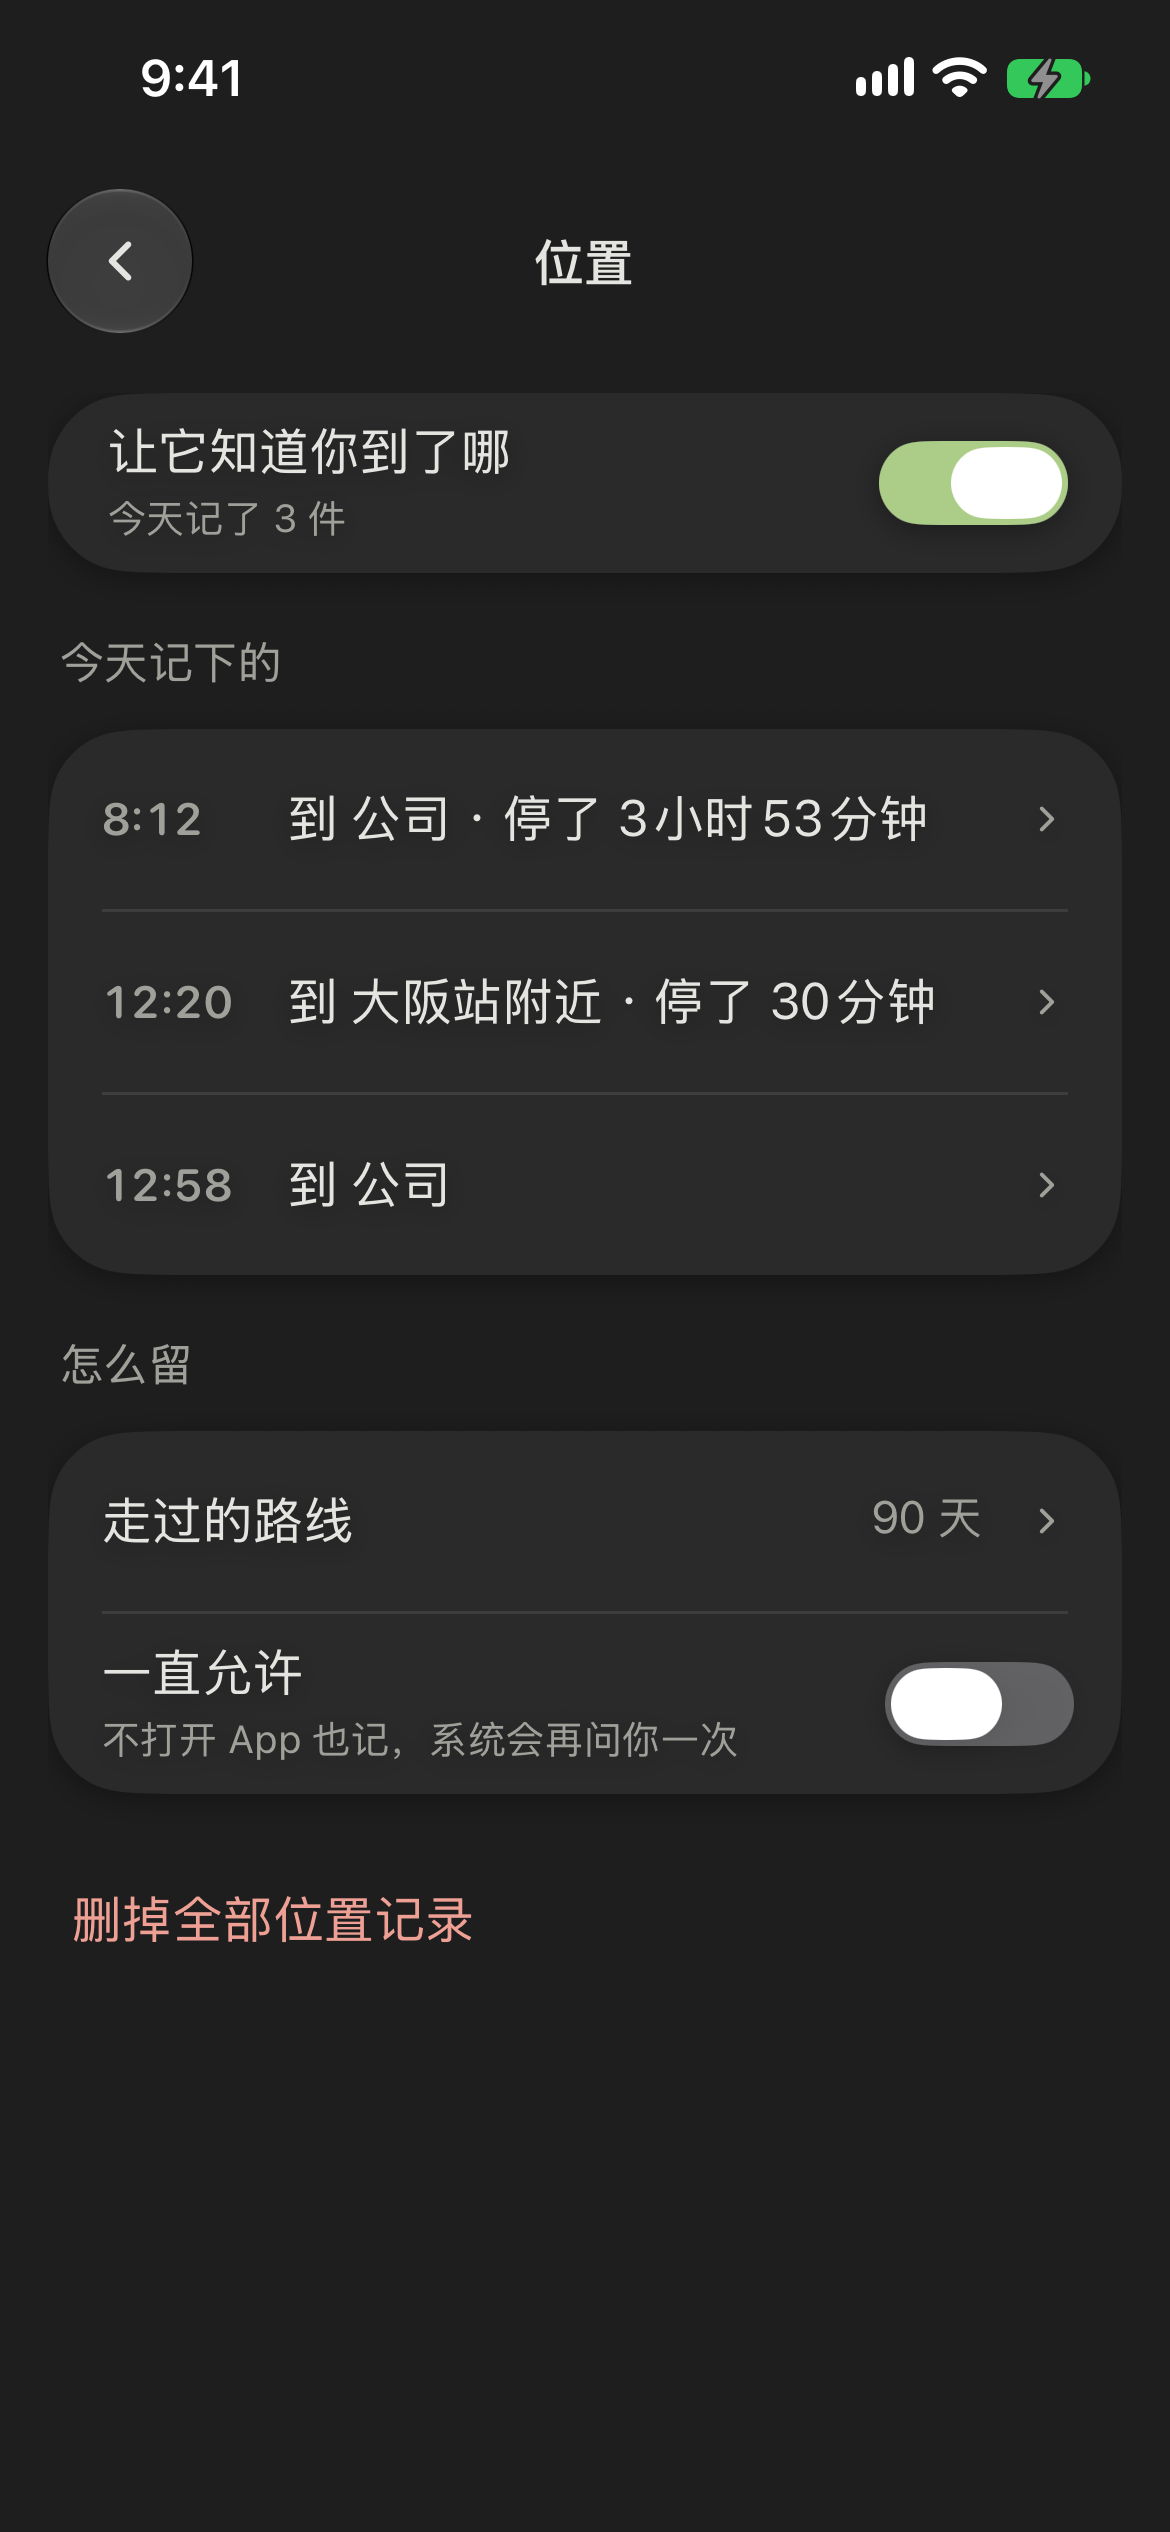 9:41
位置
让它知道你到了哪
今天记了 3 件
今天记下的
8:12 到 公司 · 停了 3小时53分钟
12:20 到 大阪站附近 · 停了 30分钟
12:58 到 公司
怎么留
走过的路线 90 天
一直允许
不打开 App 也记，系统会再问你一次
删掉全部位置记录